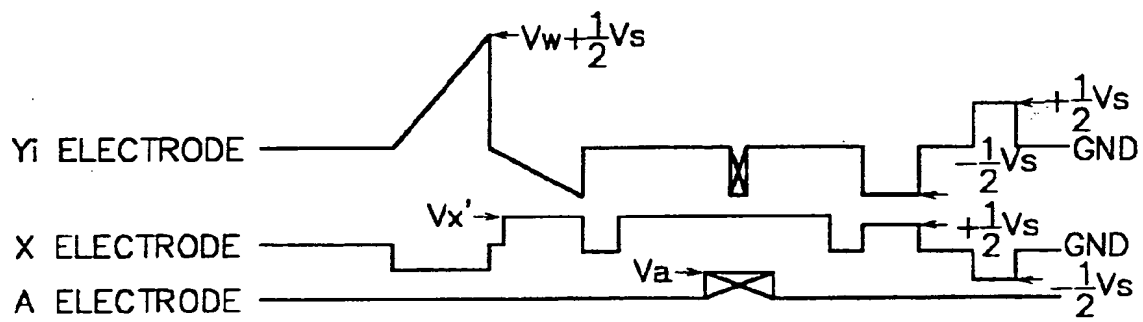 Vw+1/2Vs
+1/2Vs
Yi ELECTRODE
GND
-1/2Vs
Vx'
+1/2Vs
X ELECTRODE
GND
Va
-1/2Vs
A ELECTRODE